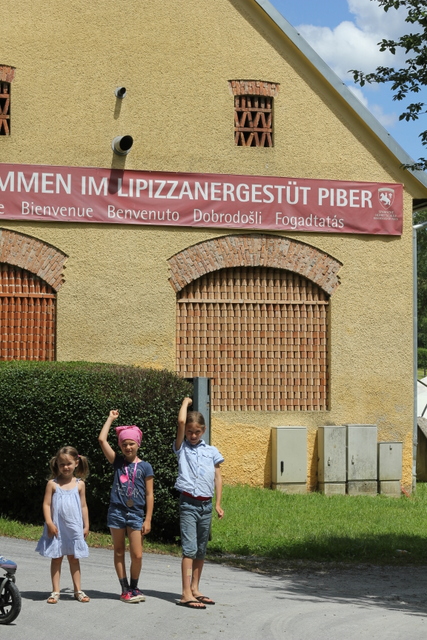 MMEN IM LIPIZZANERGESTÜT PIBER
Bienvenue Benvenuto Dobrodošli Fogadtatás